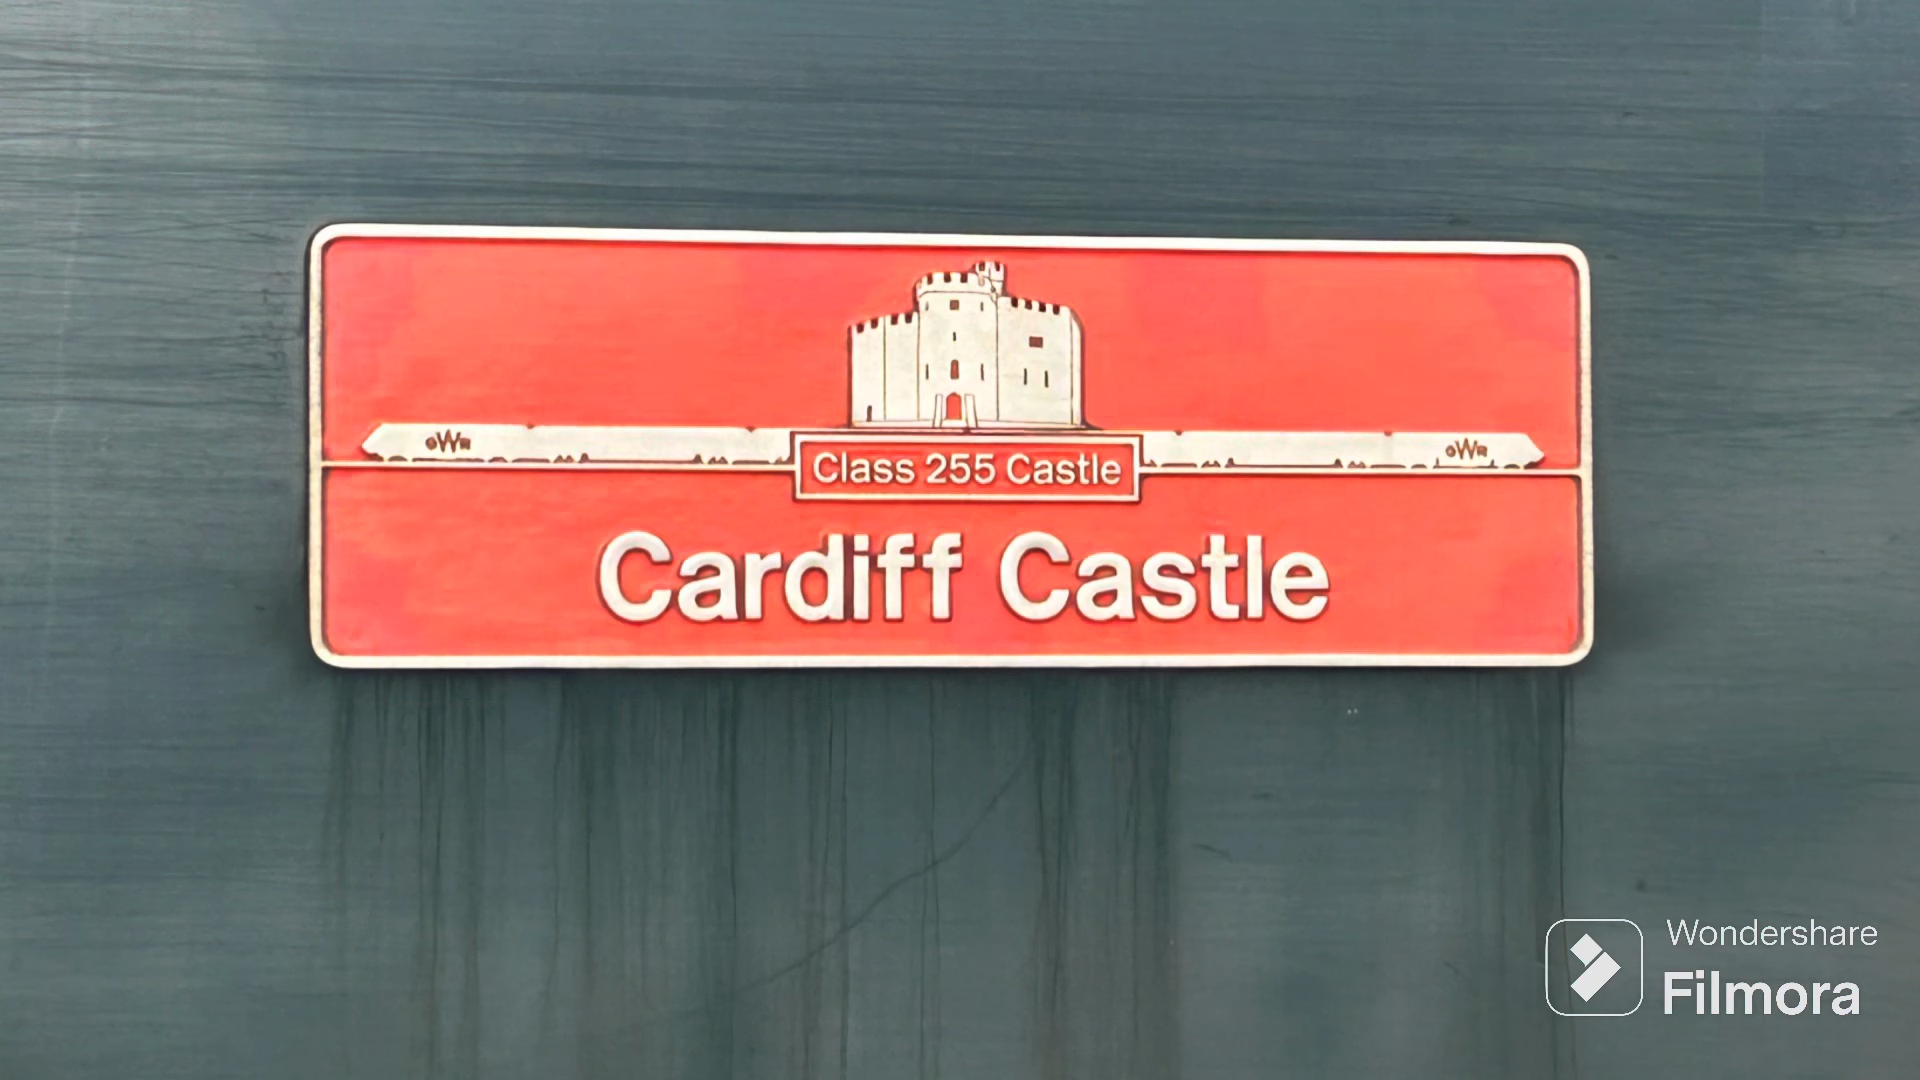 GWR
GWR
Class 255 Castle
Cardiff Castle
Wondershare
Filmora